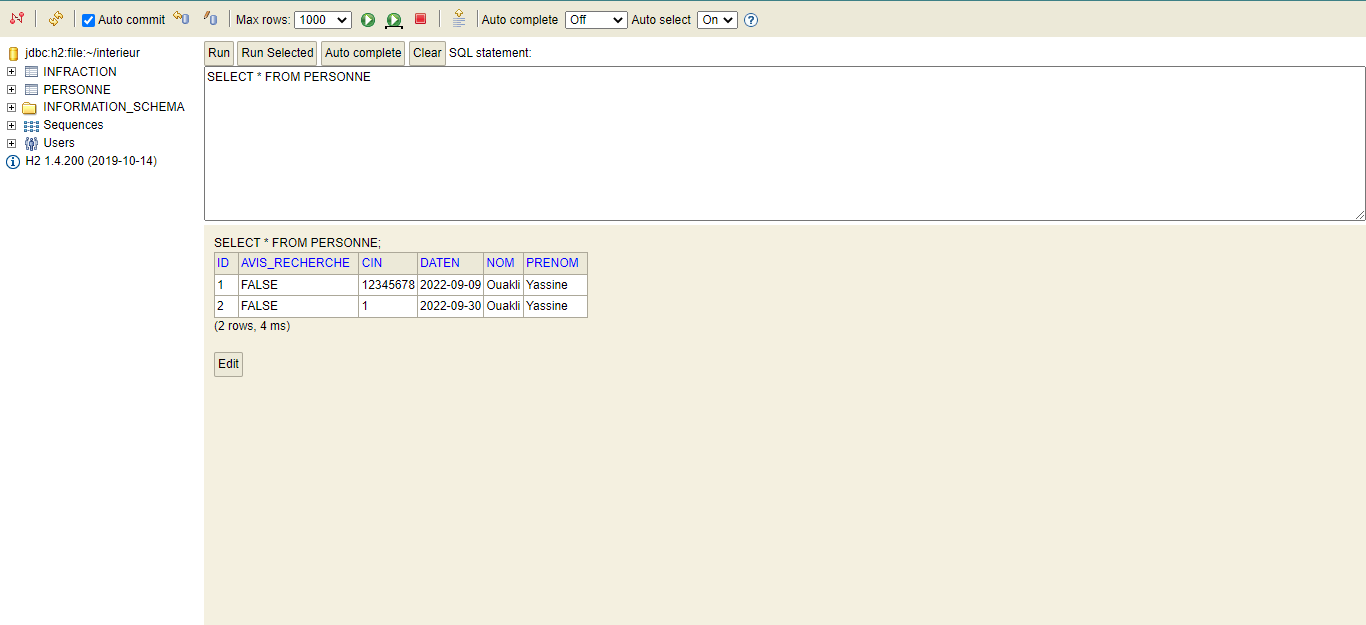 Auto commit Max rows: 1000 Auto complete Off Auto select On
jdbc:h2:file:~/interieur
INFRACTION
PERSONNE
INFORMATION_SCHEMA
Sequences
Users
H2 1.4.200 (2019-10-14)
Run Run Selected Auto complete Clear SQL statement:
SELECT * FROM PERSONNE
SELECT * FROM PERSONNE;
ID AVIS_RECHERCHE CIN DATEN NOM PRENOM
1 FALSE 12345678 2022-09-09 Ouakli Yassine
2 FALSE 1 2022-09-30 Ouakli Yassine
(2 rows, 4 ms)
Edit